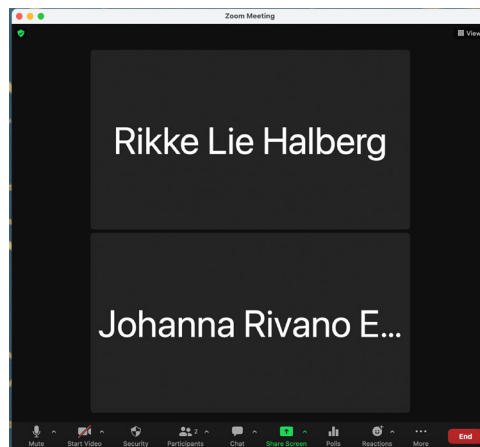 Zoom Meeting
View
Rikke Lie Halberg
Johanna Rivano E...
Mute Start Video Security Participants 2 Chat Share Screen Polls Reactions More End